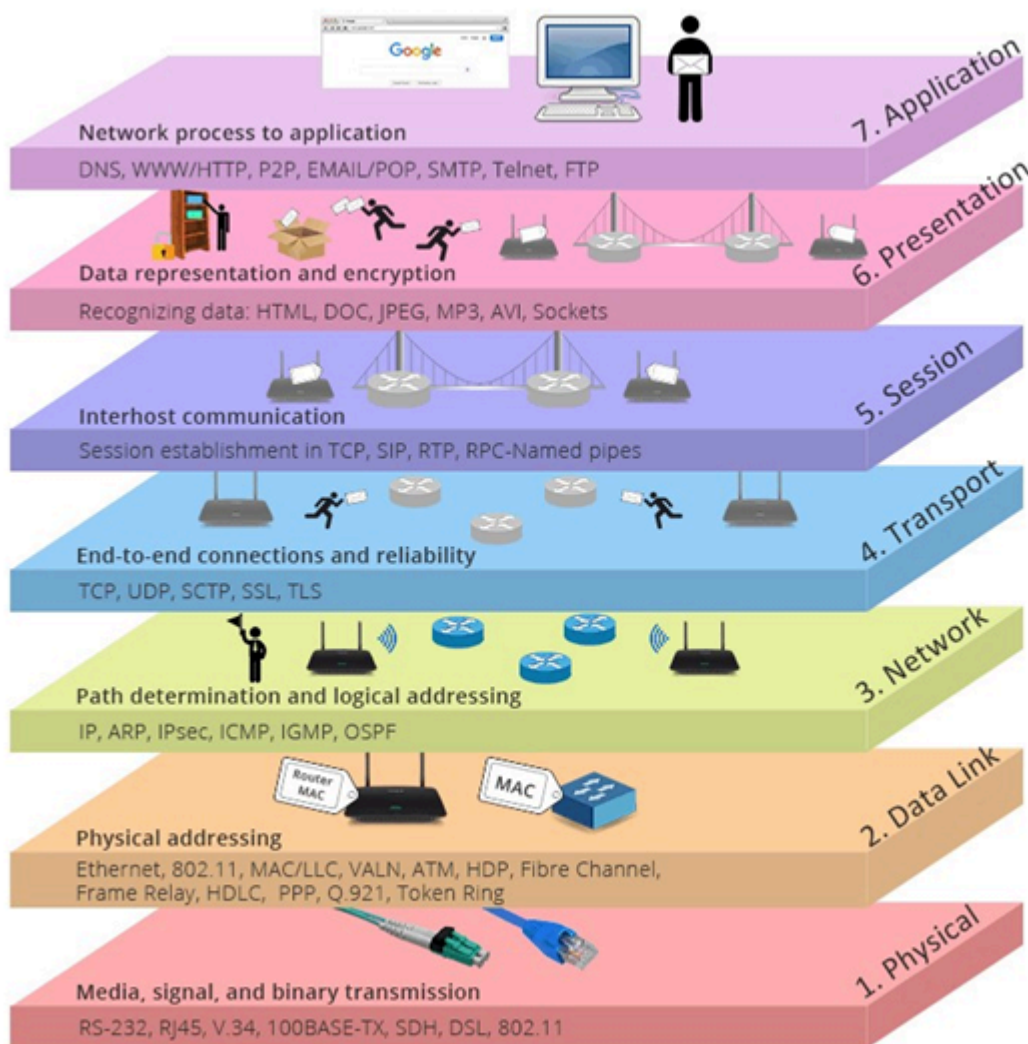 Google
7. Application
Network process to application
DNS, WWW/HTTP, P2P, EMAIL/POP, SMTP, Telnet, FTP
6. Presentation
Data representation and encryption
Recognizing data: HTML, DOC, JPEG, MP3, AVI, Sockets
5. Session
Interhost communication
Session establishment in TCP, SIP, RTP, RPC-Named pipes
4. Transport
End-to-end connections and reliability
TCP, UDP, SCTP, SSL, TLS
3. Network
Path determination and logical addressing
IP, ARP, IPsec, ICMP, IGMP, OSPF
Router
MAC
MAC
2. Data Link
Physical addressing
Ethernet, 802.11, MAC/LLC, VALN, ATM, HDP, Fibre Channel,
Frame Relay, HDLC, PPP, Q.921, Token Ring
1. Physical
Media, signal, and binary transmission
RS-232, RJ45, V.34, 100BASE-TX, SDH, DSL, 802.11